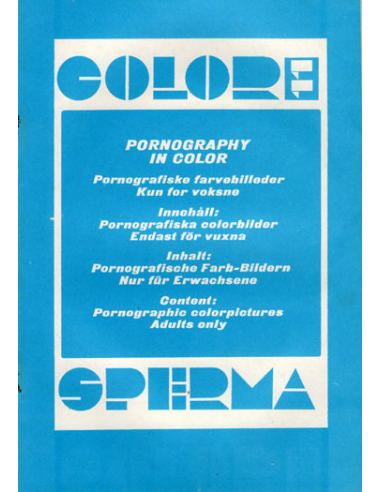 COLOR 11
PORNOGRAPHY
IN COLOR
Pornografiske farvebilleder
Kun for voksne
Innehåll:
Pornografiska colorbilder
Endast för vuxna
Inhalt:
Pornografische Farb-Bildern
Nur für Erwachsene
Content:
Pornographic colorpictures
Adults only
SPERMA